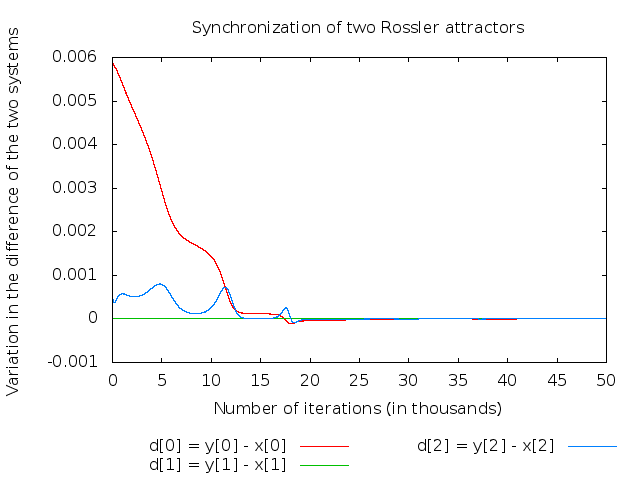 Synchronization of two Rossler attractors
Variation in the difference of the two systems
0.006
0.005
0.004
0.003
0.002
0.001
0
-0.001
0 5 10 15 20 25 30 35 40 45 50
Number of iterations (in thousands)
d[0] = y[0] - x[0] d[2] = y[2] - x[2]
d[1] = y[1] - x[1]